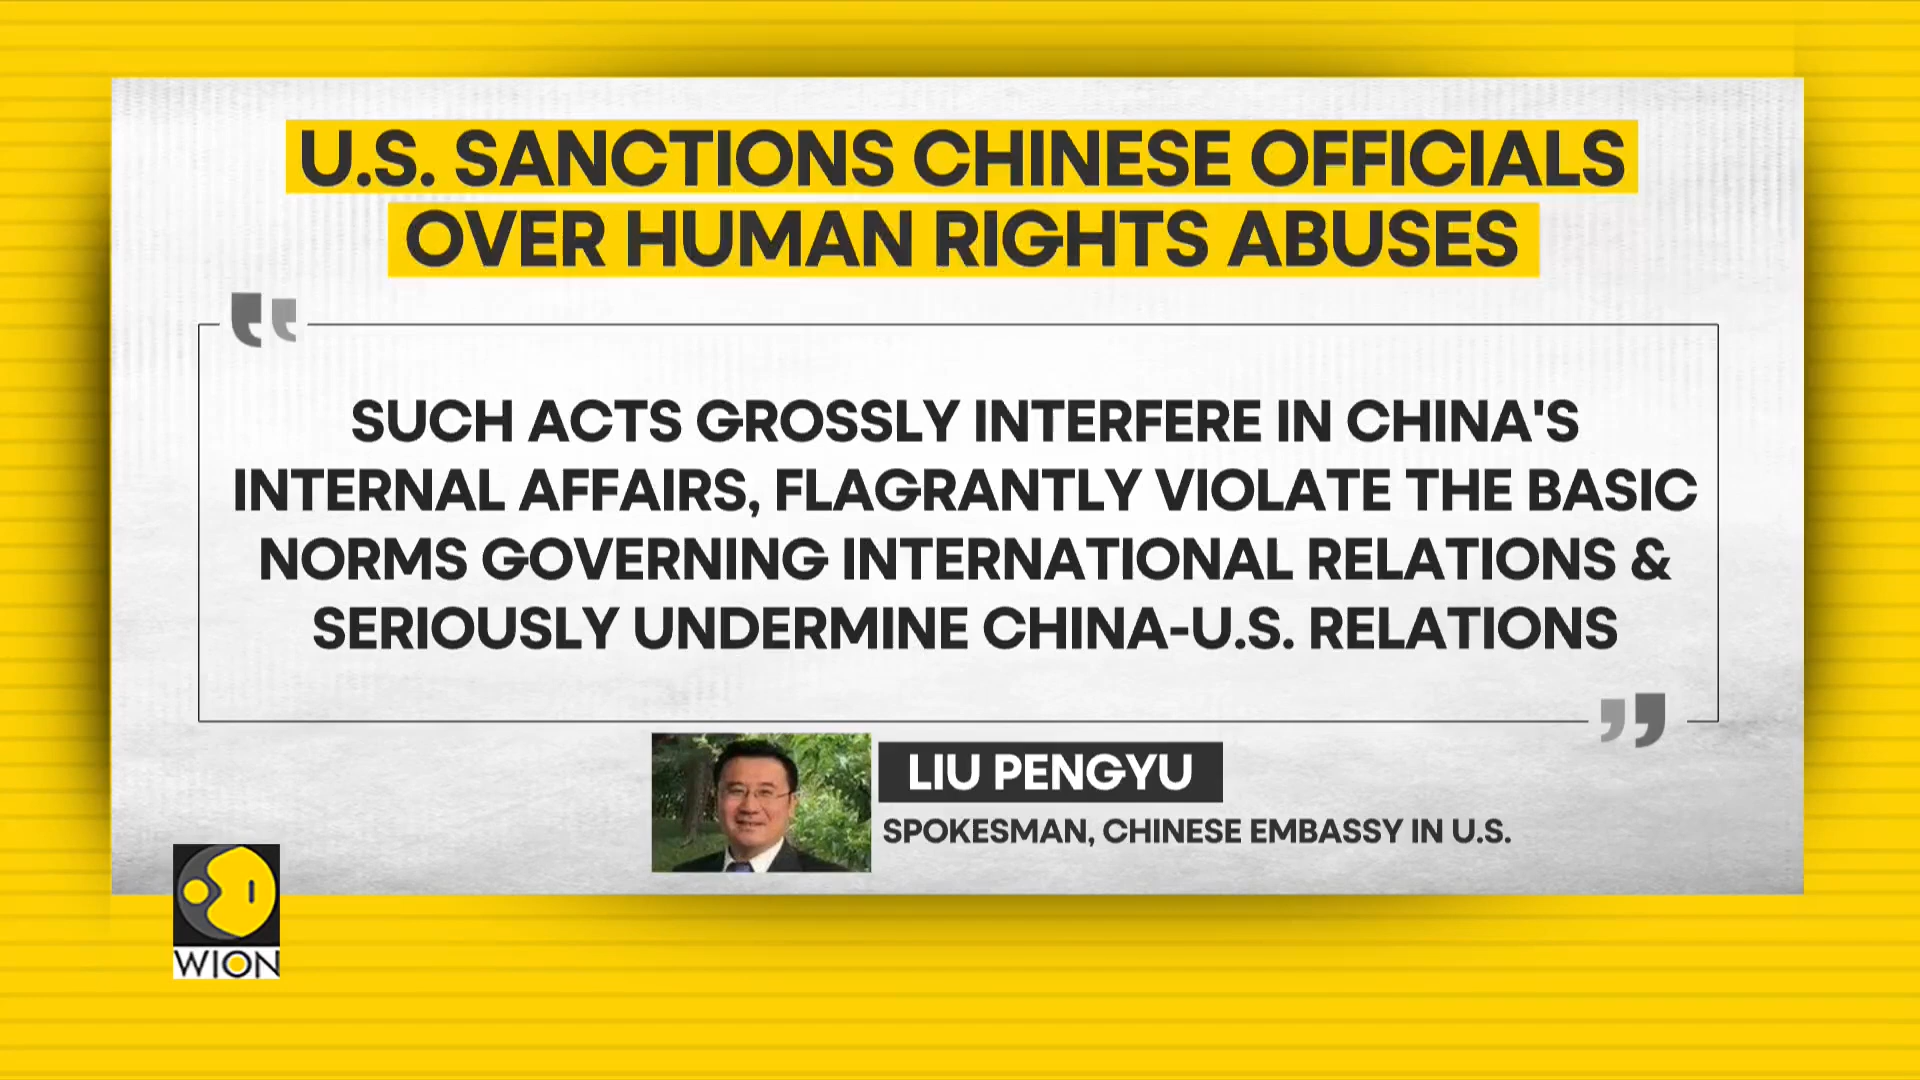 U.S. SANCTIONS CHINESE OFFICIALS
OVER HUMAN RIGHTS ABUSES
SUCH ACTS GROSSLY INTERFERE IN CHINA'S
INTERNAL AFFAIRS, FLAGRANTLY VIOLATE THE BASIC
NORMS GOVERNING INTERNATIONAL RELATIONS &
SERIOUSLY UNDERMINE CHINA-U.S. RELATIONS
LIU PENGYU
SPOKESMAN, CHINESE EMBASSY IN U.S.
WION